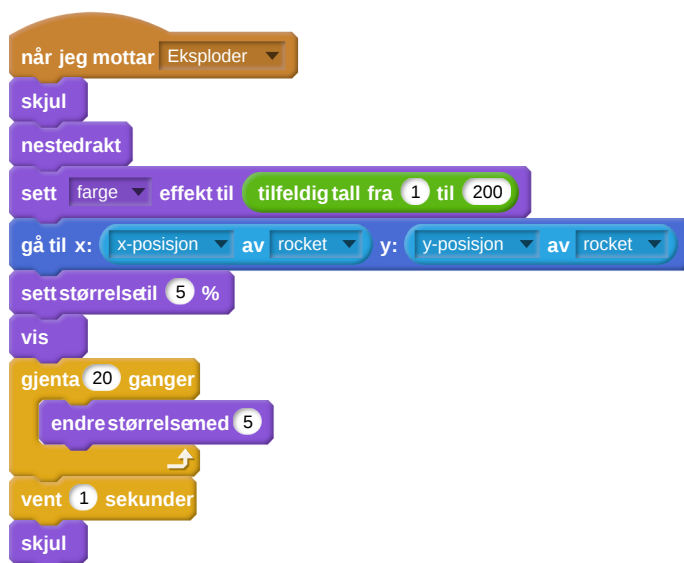 når jeg mottar Eksploder
skjul
nestedrakt
sett farge effekt til tilfeldig tall fra 1 til 200
gå til x: x-posisjon av rocket y: y-posisjon av rocket
sett størrelse til 5 %
vis
gjenta 20 ganger
endre størrelse med 5
vent 1 sekunder
skjul